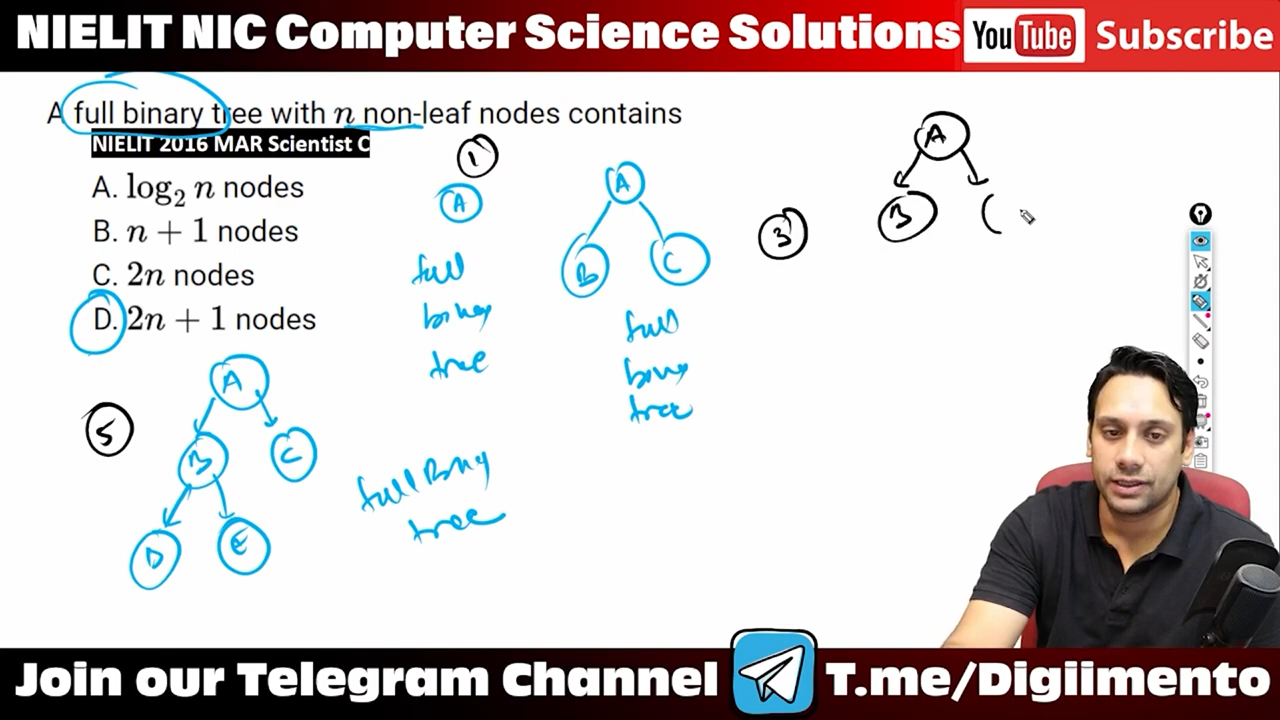 NIELIT NIC Computer Science Solutions
YouTube
Subscribe
A full binary tree with n non-leaf nodes contains
NIELIT 2016 MAR Scientist C
A. log₂ n nodes
B. n + 1 nodes
C. 2n nodes
D. 2n + 1 nodes
1
A
full
binary
tree
A
B C
full
binary
tree
3
A
B (
5
A
B C
D E
full Binary
tree
Join our Telegram Channel
T.me/Digiimento